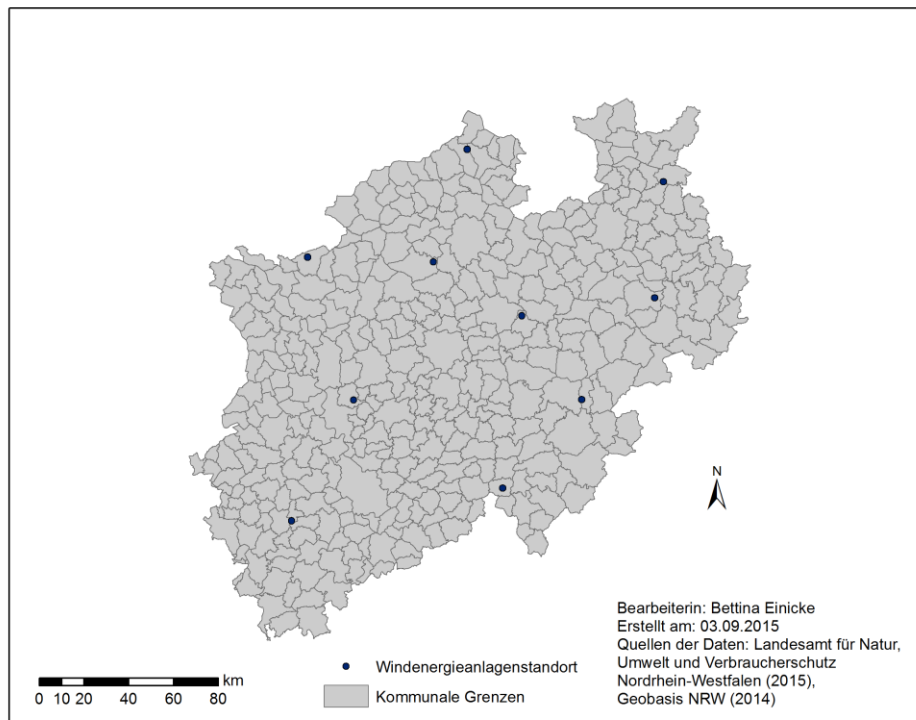 N
Bearbeiterin: Bettina Einicke
Erstellt am: 03.09.2015
Quellen der Daten: Landesamt für Natur,
Umwelt und Verbraucherschutz
Nordrhein-Westfalen (2015),
Geobasis NRW (2014)
Windenergieanlagenstandort
Kommunale Grenzen
km
0 10 20 40 60 80